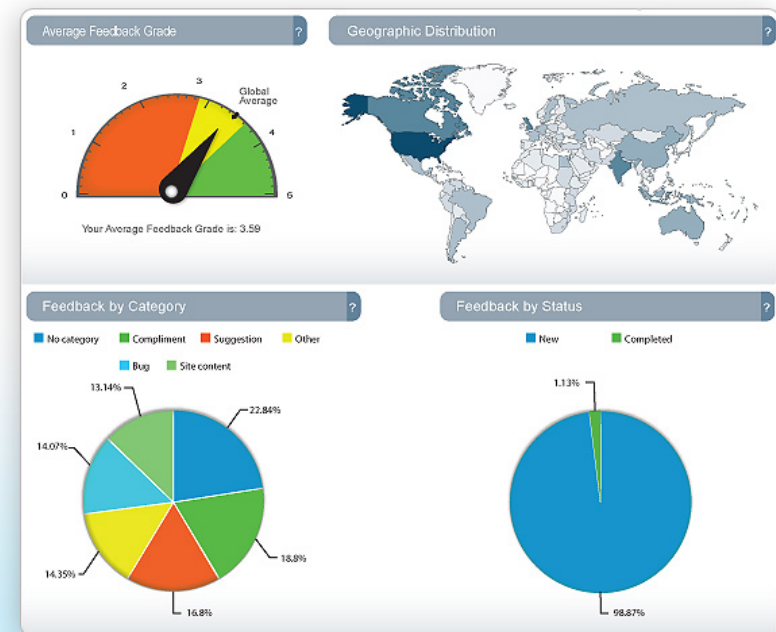 Average Feedback Grade ?
Geographic Distribution ?
0
1
2
3
4
5
Global
Average
Your Average Feedback Grade is: 3.59
Feedback by Category ?
No category Compliment Suggestion Other
Bug Site content
13.14%
22.84%
14.07%
18.8%
14.35%
16.8%
Feedback by Status ?
New Completed
1.13%
98.87%